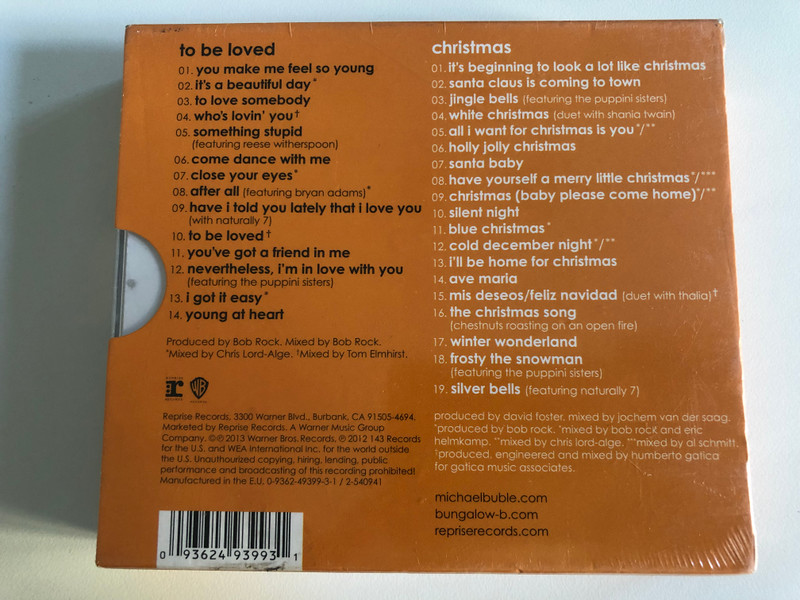 to be loved
01. you make me feel so young
02. it's a beautiful day*
03. to love somebody
04. who's lovin' you†
05. something stupid
(featuring reese witherspoon)
06. come dance with me
07. close your eyes*
08. after all (featuring bryan adams)*
09. have i told you lately that i love you
(with naturally 7)
10. to be loved†
11. you've got a friend in me
12. nevertheless, i'm in love with you
(featuring the puppini sisters)
13. i got it easy*
14. young at heart
Produced by Bob Rock. Mixed by Bob Rock.
*Mixed by Chris Lord-Alge. †Mixed by Tom Elmhirst.
r
WB
Reprise Records, 3300 Warner Blvd., Burbank, CA 91505-4694.
Marketed by Reprise Records. A Warner Music Group
Company. ©℗ 2013 Warner Bros. Records, ℗ 2012 143 Records
for the U.S. and WEA International Inc. for the world outside
the U.S. Unauthourized copying, hiring, lending, public
performance and broadcasting of this recording prohibited!
Manufactured in the E.U. 0-9362-49399-3-1 / 2-540941
0 93624 93993 1
christmas
01. it's beginning to look a lot like christmas
02. santa claus is coming to town
03. jingle bells (featuring the puppini sisters)
04. white christmas (duet with shania twain)
05. all i want for christmas is you*/**
06. holly jolly christmas
07. santa baby
08. have yourself a merry little christmas*/***
09. christmas (baby please come home)*/**
10. silent night
11. blue christmas*
12. cold december night*/**
13. i'll be home for christmas
14. ave maria
15. mis deseos/feliz navidad (duet with thalia)†
16. the christmas song
(chestnuts roasting on an open fire)
17. winter wonderland
18. frosty the snowman
(featuring the puppini sisters)
19. silver bells (featuring naturally 7)
produced by david foster. mixed by jochem van der saag.
*produced by bob rock. *mixed by bob rock and eric
helmkamp. **mixed by chris lord-alge. ***mixed by al schmitt.
†produced, engineered and mixed by humberto gatica
for gatica music associates.
michaelbuble.com
bungalow-b.com
repriserecords.com